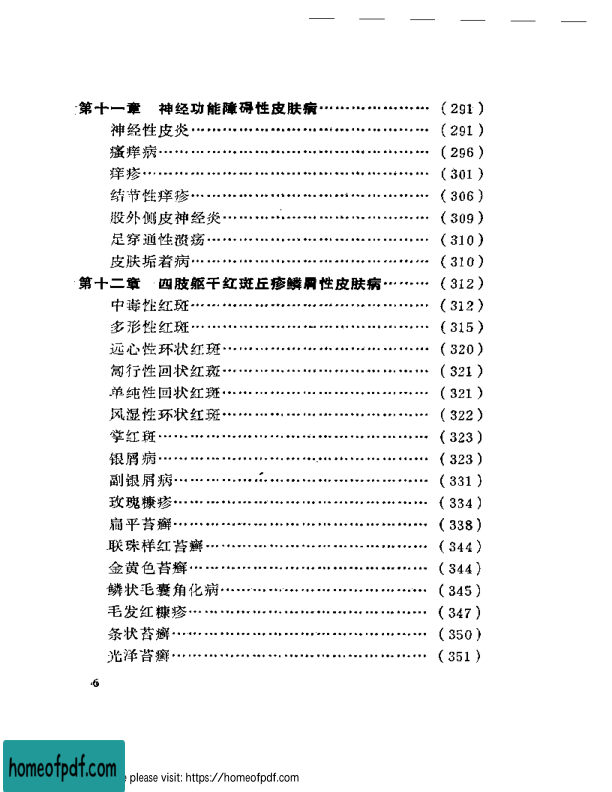 第十一章 神经功能障碍性皮肤病…………………(291)
神经性皮炎…………………………………………(291)
瘙痒病………………………………………………(296)
痒疹…………………………………………………(301)
结节性痒疹…………………………………………(306)
股外侧皮神经炎……………………………………(309)
足穿通性溃疡………………………………………(310)
皮肤垢着病…………………………………………(310)
第十二章 四肢躯干红斑丘疹鳞屑性皮肤病………(312)
中毒性红斑…………………………………………(312)
多形性红斑…………………………………………(315)
远心性环状红斑……………………………………(320)
匐行性回状红斑……………………………………(321)
单纯性回状红斑……………………………………(321)
风湿性环状红斑……………………………………(322)
掌红斑………………………………………………(323)
银屑病………………………………………………(323)
副银屑病……………………………………………(331)
玫瑰糠疹……………………………………………(334)
扁平苔癣……………………………………………(338)
联珠样红苔癣………………………………………(344)
金黄色苔癣…………………………………………(344)
鳞状毛囊角化病……………………………………(345)
毛发红糠疹…………………………………………(347)
条状苔癣……………………………………………(350)
光泽苔癣……………………………………………(351)
·6
homeofpdf.com
e please visit: https://homeofpdf.com